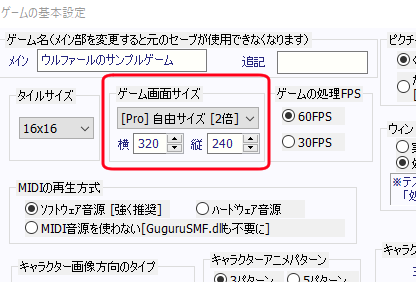 ゲームの基本設定
ゲーム名(メイン部を変更すると元のセーブが使用できなくなります)
メイン ウルファールのサンプルゲーム 追記
ピクチ
タイルサイズ
16x16
ゲーム画面サイズ
[Pro] 自由サイズ [2倍]
横 320 縦 240
ゲームの処理FPS
60FPS
30FPS
ウィン
※テス
MIDIの再生方式
ソフトウェア音源 [強く推奨] ハードウェア音源
MIDI音源を使わない[GuguruSMF.dllも不要に]
キャラクター画像方向のタイプ
キャラクターアニメパターン
3パターン 5パターン